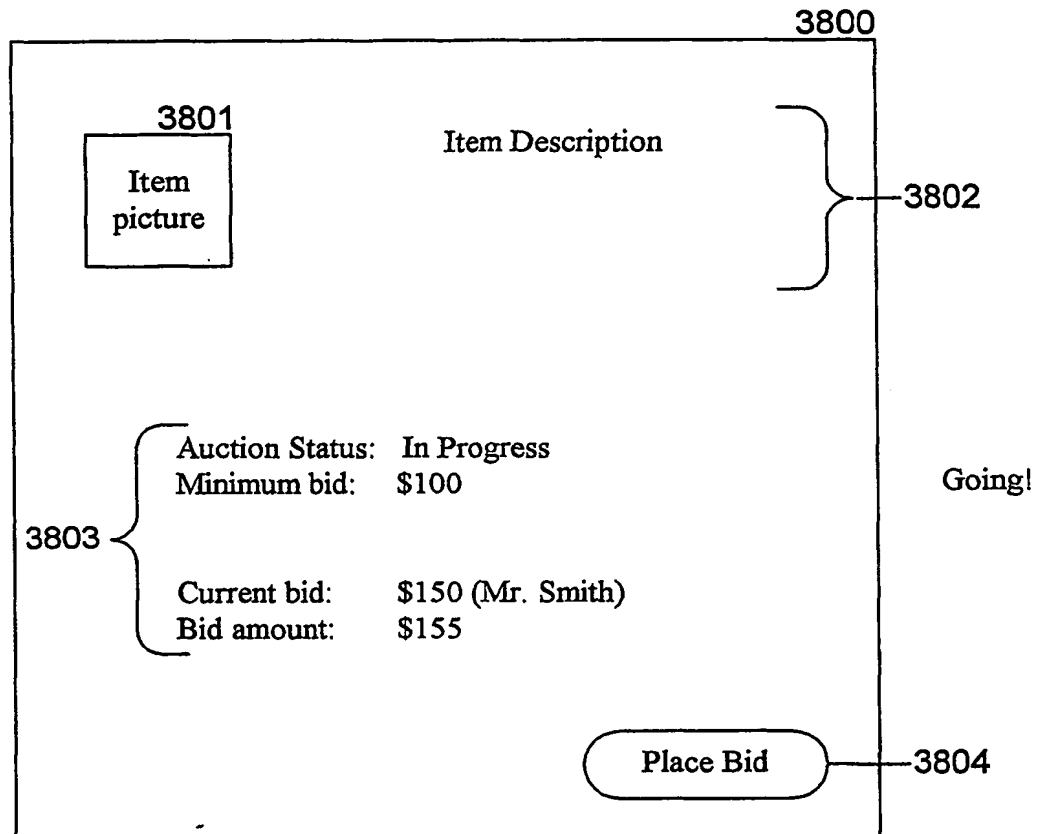 3800
3801
Item
picture
Item Description
3802
Auction Status: In Progress
Minimum bid: $100
Going!
3803
Current bid: $150 (Mr. Smith)
Bid amount: $155
Place Bid
3804